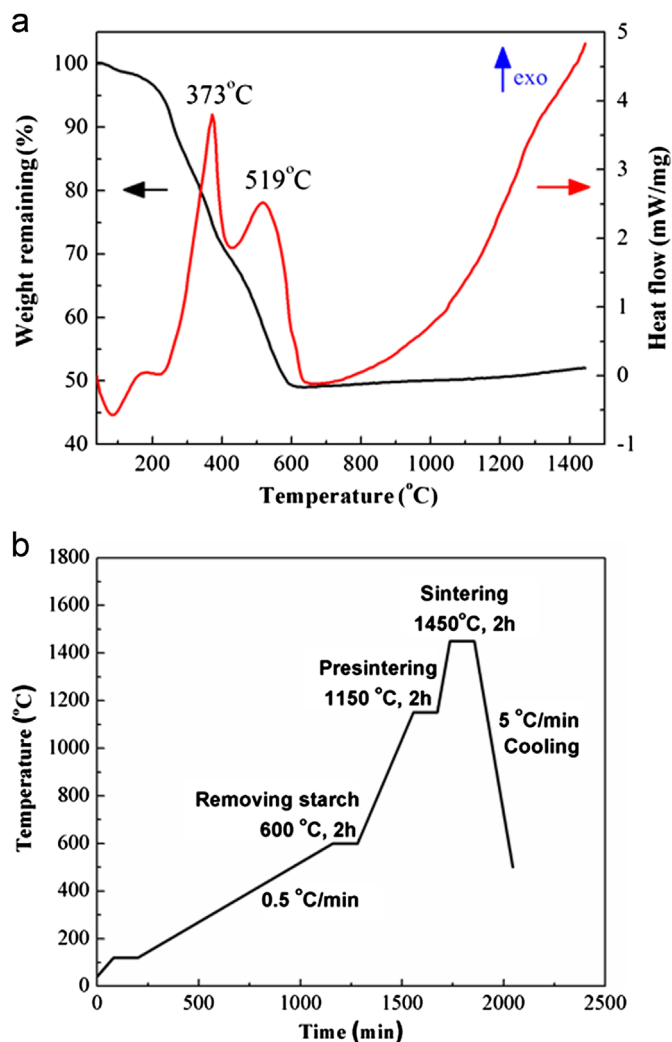 a
100
90
80
70
60
50
40
Weight remaining (%)
373°C
519°C
exo
5
4
3
2
1
0
-1
Heat flow (mW/mg)
200 400 600 800 1000 1200 1400
Temperature (°C)
b
1800
1600
1400
1200
1000
800
600
400
200
0
Temperature (°C)
Sintering
1450°C, 2h
Presintering
1150 °C, 2h
5 °C/min
Cooling
Removing starch
600 °C, 2h
0.5 °C/min
0 500 1000 1500 2000 2500
Time (min)